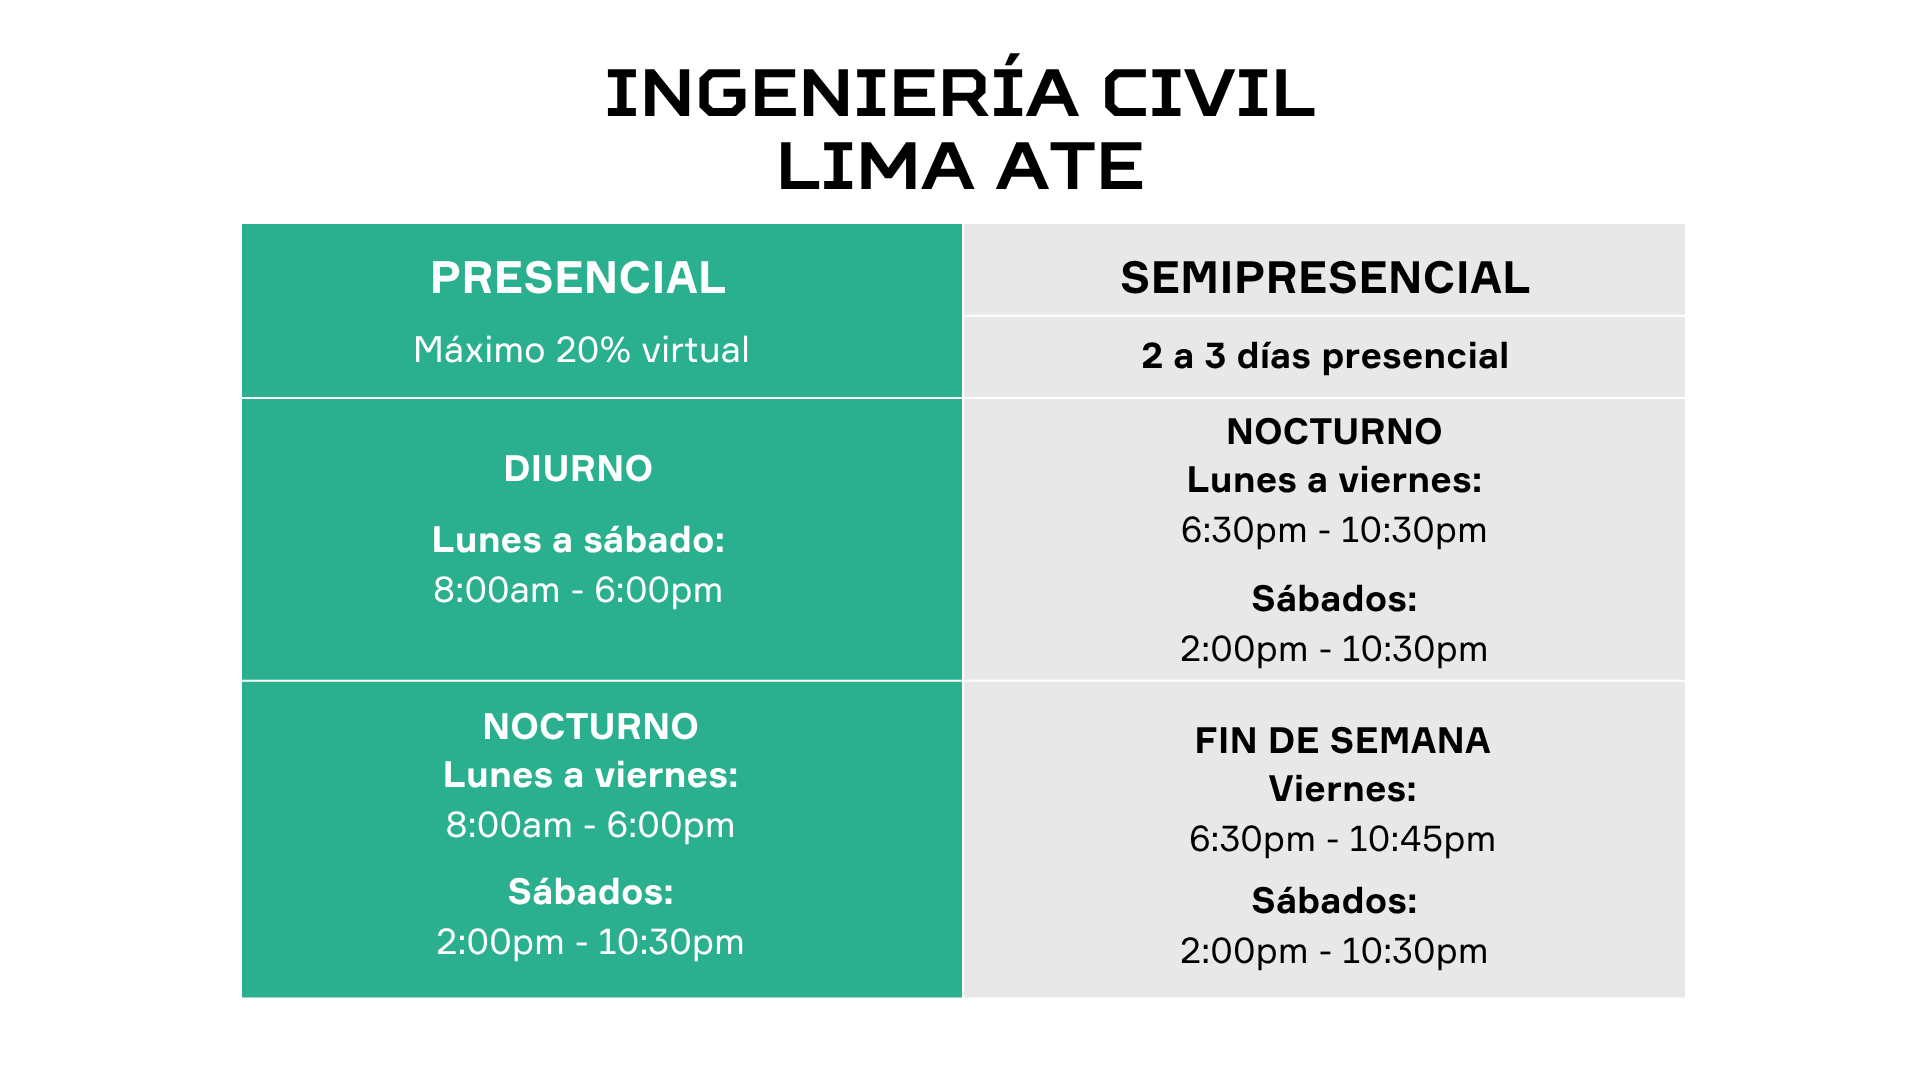 INGENIERÍA CIVIL
LIMA ATE
PRESENCIAL
Máximo 20% virtual
SEMIPRESENCIAL
2 a 3 días presencial
DIURNO
Lunes a sábado:
8:00am - 6:00pm
NOCTURNO
Lunes a viernes:
6:30pm - 10:30pm
Sábados:
2:00pm - 10:30pm
NOCTURNO
Lunes a viernes:
8:00am - 6:00pm
Sábados:
2:00pm - 10:30pm
FIN DE SEMANA
Viernes:
6:30pm - 10:45pm
Sábados:
2:00pm - 10:30pm